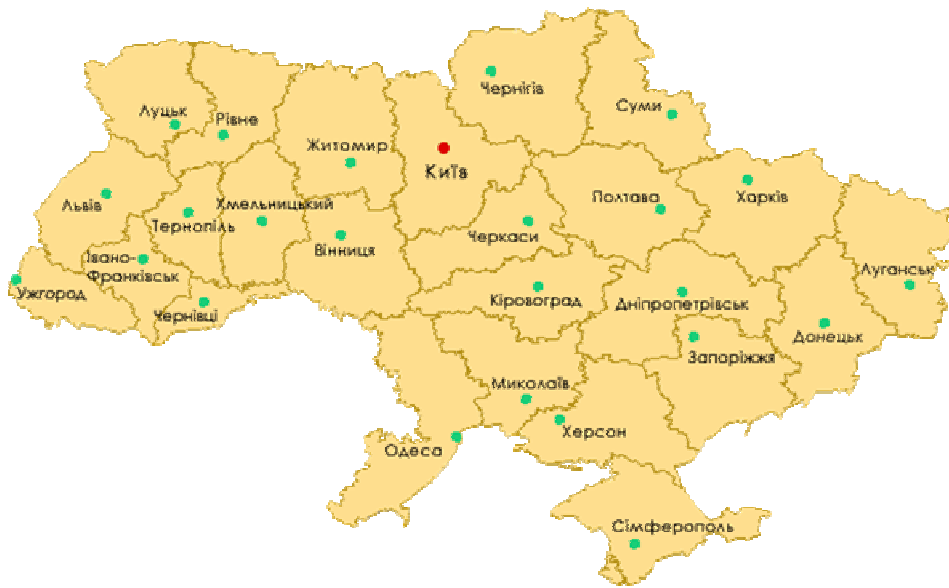 Чернігів
Луцьк
Рівне
Суми
Житомир
Київ
Львів
Тернопіль
Хмельницький
Полтава
Харків
Вінниця
Черкаси
Івано-
Франківськ
Ужгород
Чернівці
Луганськ
Кіровоград
Дніпропетрівськ
Донецьк
Запоріжжя
Миколаїв
Херсон
Одеса
Сімферополь